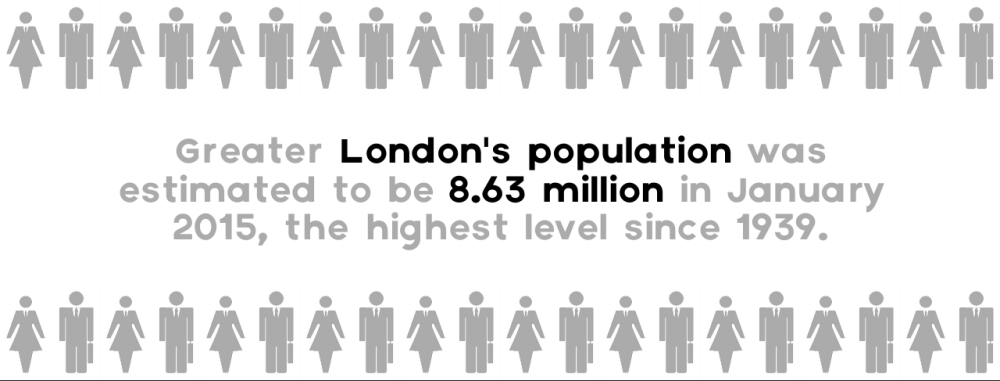 Greater London's population was
estimated to be 8.63 million in January
2015, the highest level since 1939.